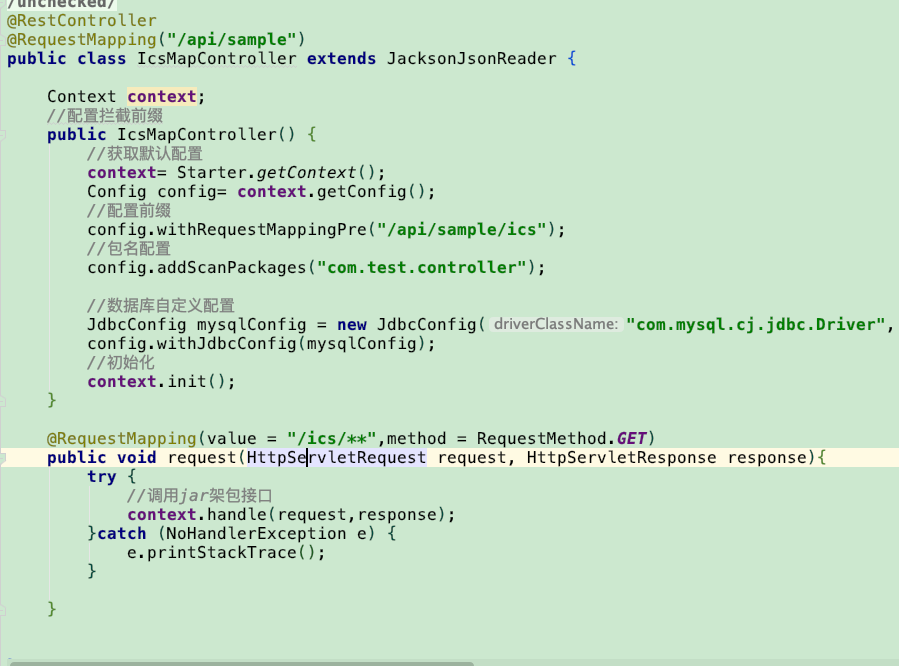 /unchecked/
@RestController
@RequestMapping("/api/sample")
public class IcsMapController extends JacksonJsonReader {
Context context;
//配置拦截前缀
public IcsMapController() {
//获取默认配置
context= Starter.getContext();
Config config= context.getConfig();
//配置前缀
config.withRequestMappingPre("/api/sample/ics");
//包名配置
config.addScanPackages("com.test.controller");
//数据库自定义配置
JdbcConfig mysqlConfig = new JdbcConfig( driverClassName: "com.mysql.cj.jdbc.Driver",
config.withJdbcConfig(mysqlConfig);
//初始化
context.init();
}
@RequestMapping(value = "/ics/**",method = RequestMethod.GET)
public void request(HttpServletRequest request, HttpServletResponse response){
try {
//调用jar架包接口
context.handle(request,response);
}catch (NoHandlerException e) {
e.printStackTrace();
}
}